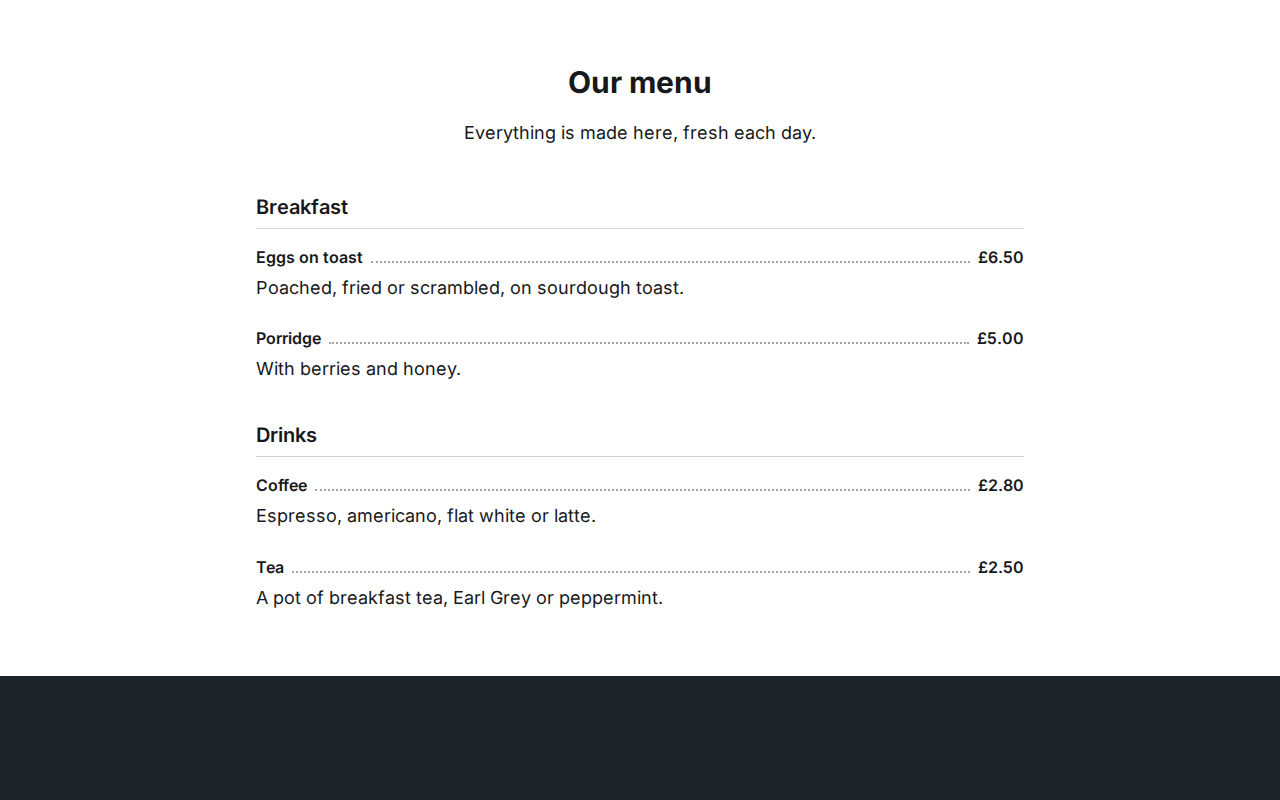 Our menu
Everything is made here, fresh each day.
Breakfast
Eggs on toast £6.50
Poached, fried or scrambled, on sourdough toast.
Porridge £5.00
With berries and honey.
Drinks
Coffee £2.80
Espresso, americano, flat white or latte.
Tea £2.50
A pot of breakfast tea, Earl Grey or peppermint.